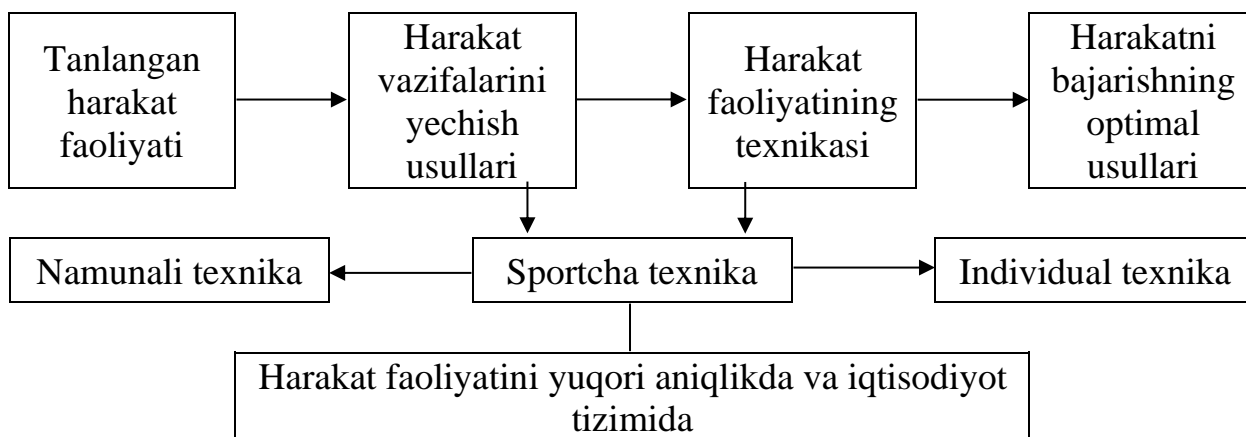 Tanlangan
harakat
faoliyati
Harakat
vazifalarini
yechish
usullari
Harakat
faoliyatining
texnikasi
Harakatni
bajarishning
optimal
usullari
Namunali texnika
Sportcha texnika
Individual texnika
Harakat faoliyatini yuqori aniqlikda va iqtisodiyot
tizimida